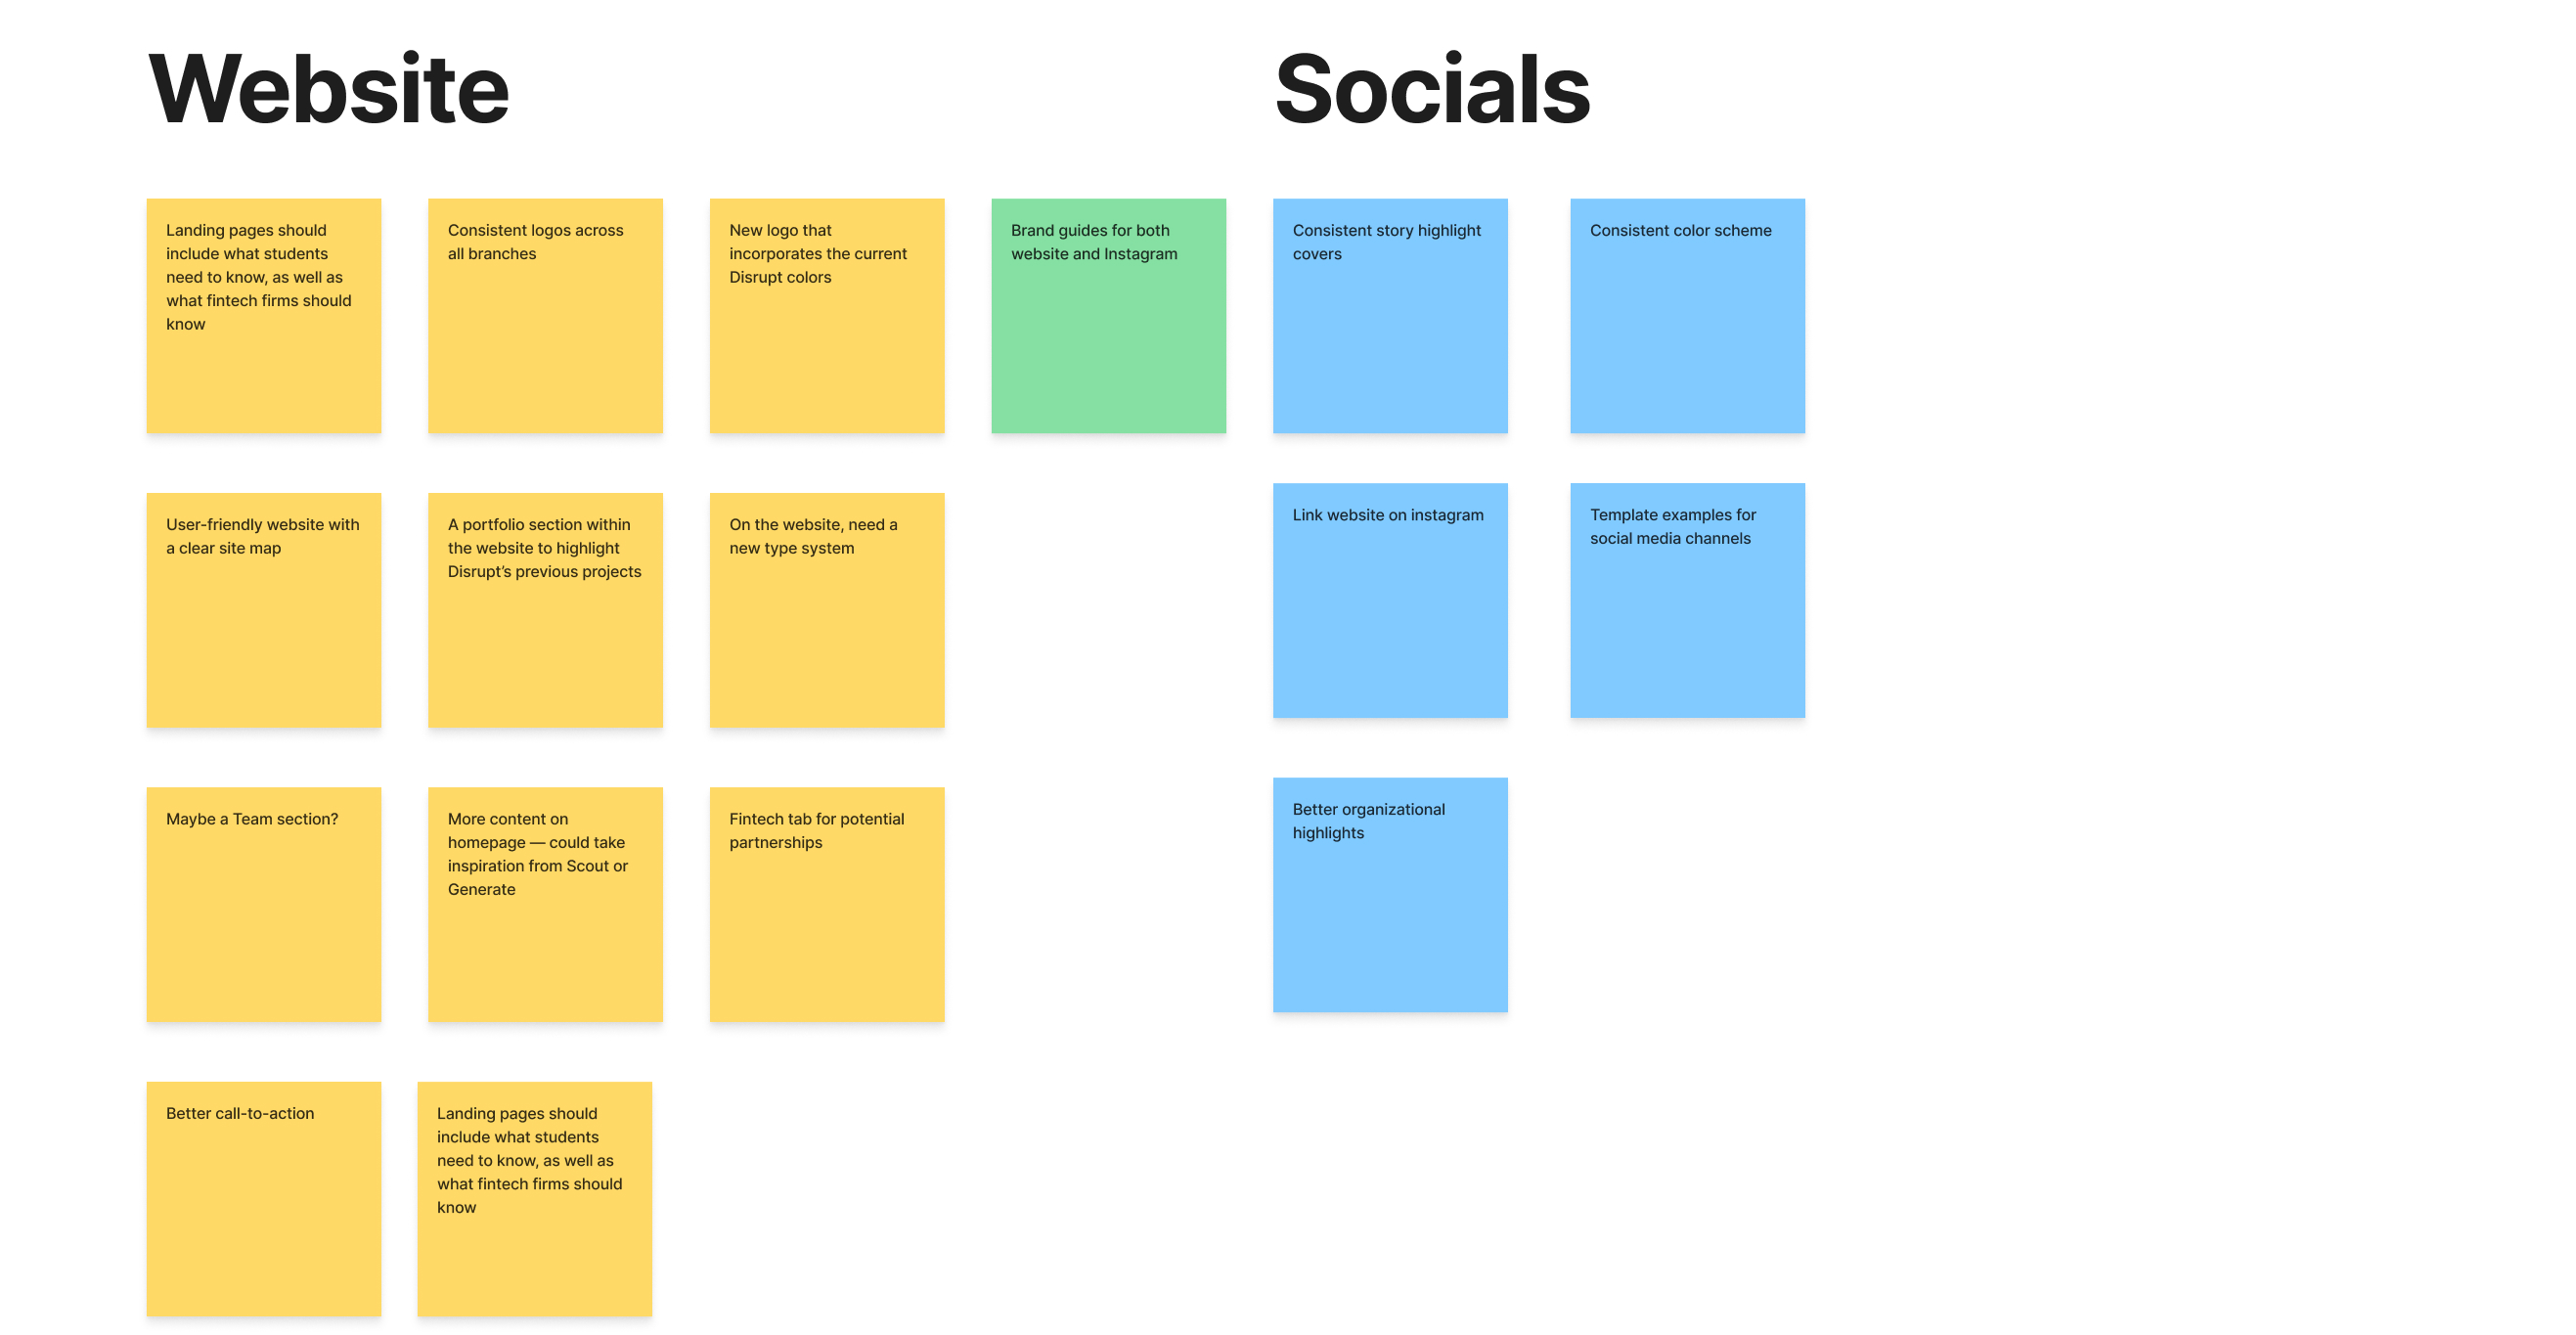 Website
Socials
Landing pages should
include what students
need to know, as well as
what fintech firms should
know
Consistent logos across
all branches
New logo that
incorporates the current
Disrupt colors
Brand guides for both
website and Instagram
Consistent story highlight
covers
Consistent color scheme
User-friendly website with
a clear site map
A portfolio section within
the website to highlight
Disrupt’s previous projects
On the website, need a
new type system
Link website on instagram
Template examples for
social media channels
Maybe a Team section?
More content on
homepage — could take
inspiration from Scout or
Generate
Fintech tab for potential
partnerships
Better organizational
highlights
Better call-to-action
Landing pages should
include what students
need to know, as well as
what fintech firms should
know